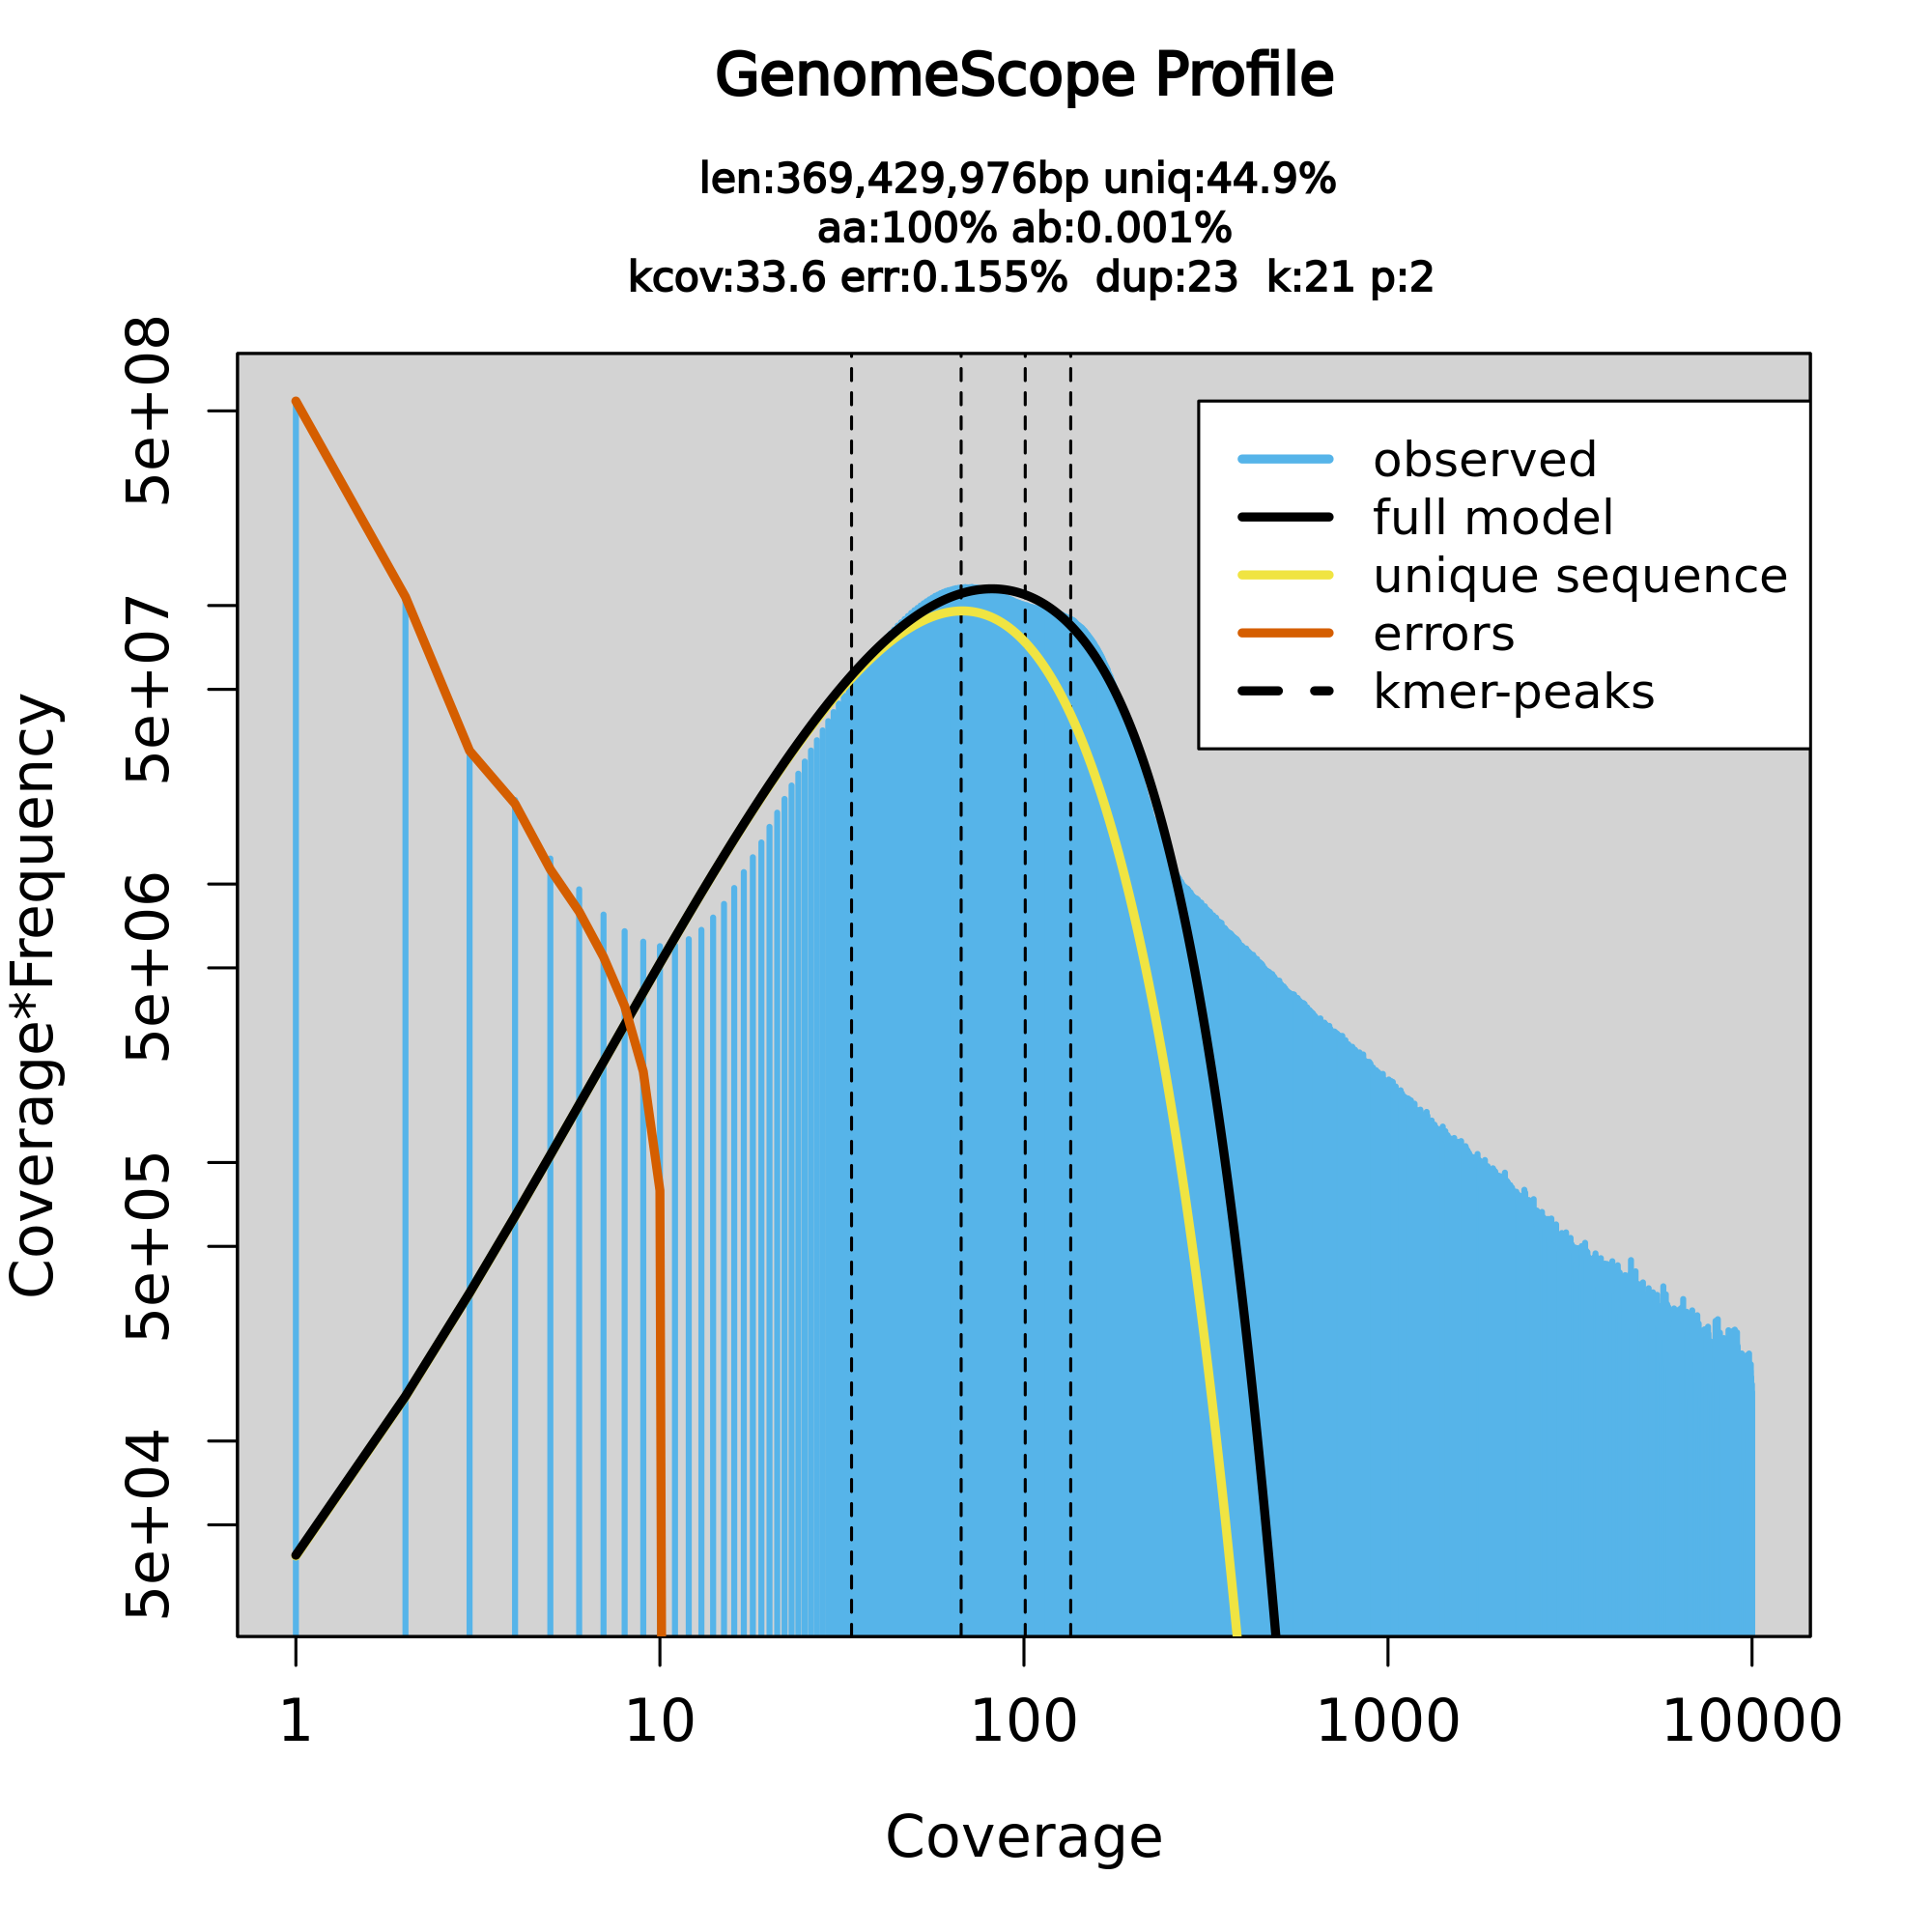 GenomeScope Profile
len:369,429,976bp uniq:44.9%
aa:100% ab:0.001%
kcov:33.6 err:0.155% dup:23 k:21 p:2
Coverage*Frequency
5e+08
5e+07
5e+06
5e+05
5e+04
observed
full model
unique sequence
errors
kmer-peaks
1 10 100 1000 10000
Coverage